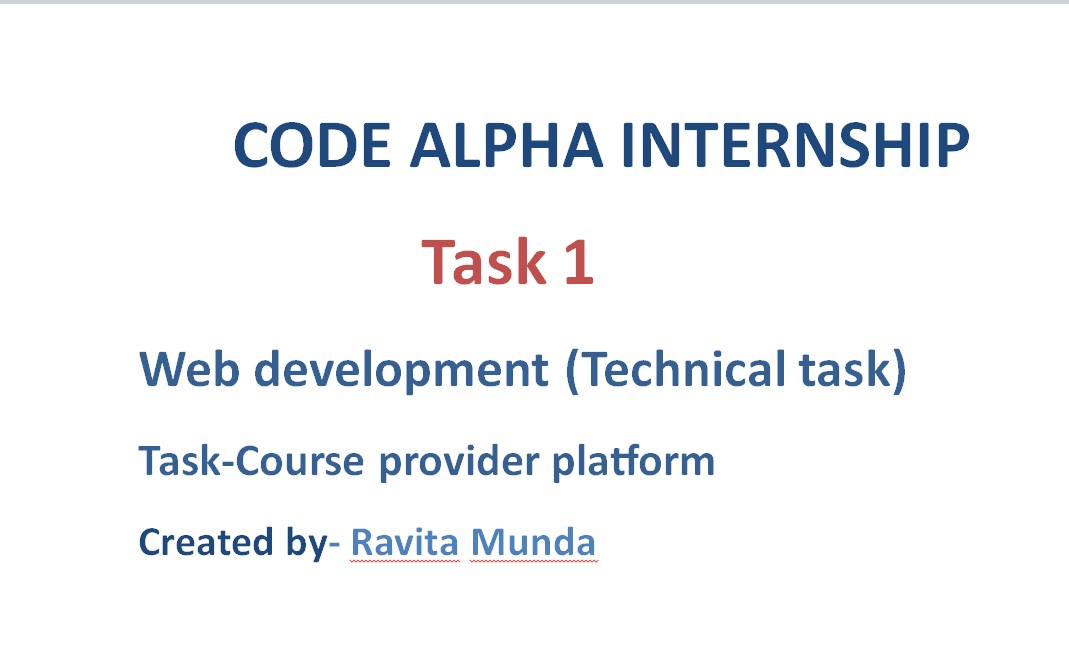 CODE ALPHA INTERNSHIP
Task 1
Web development (Technical task)
Task-Course provider platform
Created by- Ravita Munda